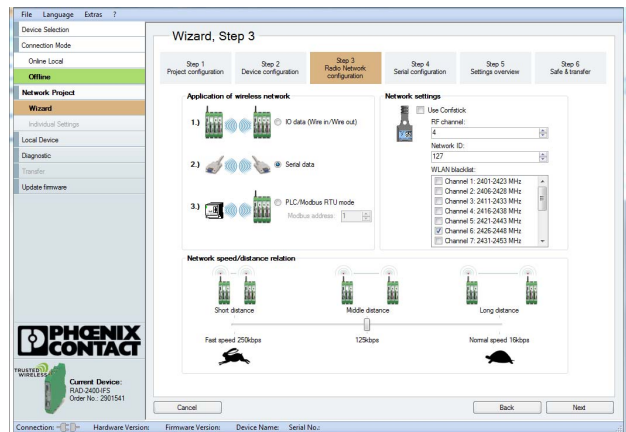 File Language Extras ?
Device Selection
Connection Mode
Online Local
Offline
Network Project
Wizard
Individual Settings
Local Device
Diagnostic
Transfer
Update firmware
PHŒNIX
CONTACT
TRUSTED
WIRELESS
Current Device:
RAD-2400-IFS
Order No.: 2901541
Wizard, Step 3
Step 1
Project configuration
Step 2
Device configuration
Step 3
Radio Network
configuration
Step 4
Serial configuration
Step 5
Settings overview
Step 6
Safe & transfer
Application of wireless network
1.) IO data (Wire in/Wire out)
2.) Serial data
3.) PLC/Modbus RTU mode
Modbus address: 1
Network settings
Use Confstick
RF channel:
4
Network ID:
127
WLAN blacklist:
Channel 1: 2401-2423 MHz
Channel 2: 2406-2428 MHz
Channel 3: 2411-2433 MHz
Channel 4: 2416-2438 MHz
Channel 5: 2421-2443 MHz
Channel 6: 2426-2448 MHz
Channel 7: 2431-2453 MHz
Network speed/distance relation
Short distance Middle distance Long distance
Fast speed 250kbps 125kbps Normal speed 16kbps
Cancel Back Next
Connection: Hardware Version: Firmware Version: Device Name: Serial No.: